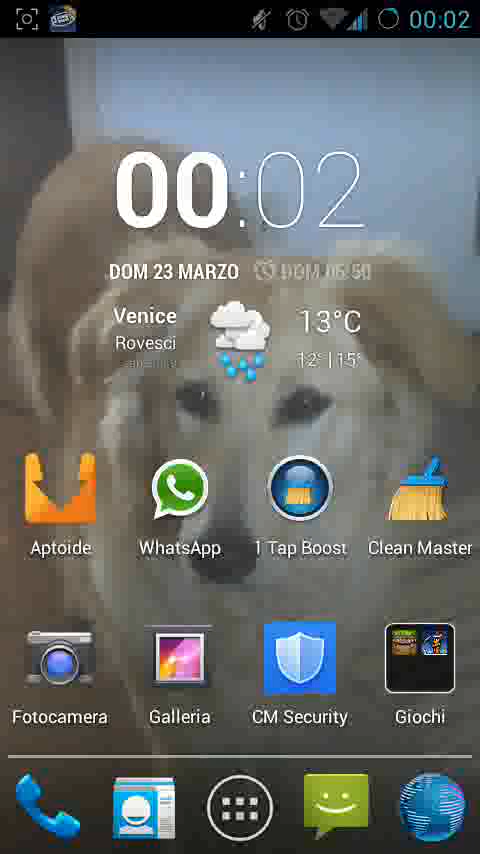 00:02
00:02
DOM 23 MARZO DOM 06:50
Venice
Rovesci
13°C
12° | 15°
Aptoide WhatsApp 1 Tap Boost Clean Master
Fotocamera Galleria CM Security Giochi